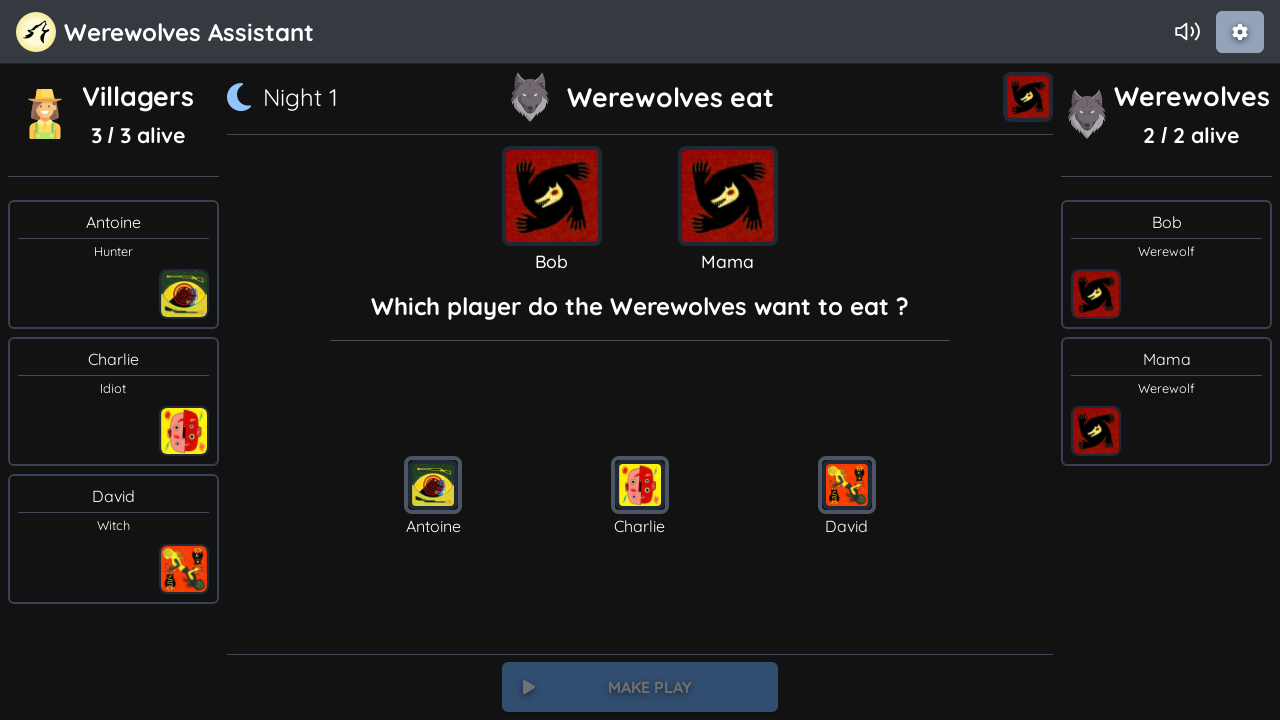 Werewolves Assistant
Villagers
3 / 3 alive
Night 1
Werewolves eat
Werewolves
2 / 2 alive
Antoine
Hunter
Charlie
Idiot
David
Witch
Bob
Mama
Which player do the Werewolves want to eat ?
Antoine
Charlie
David
MAKE PLAY
Bob
Werewolf
Mama
Werewolf